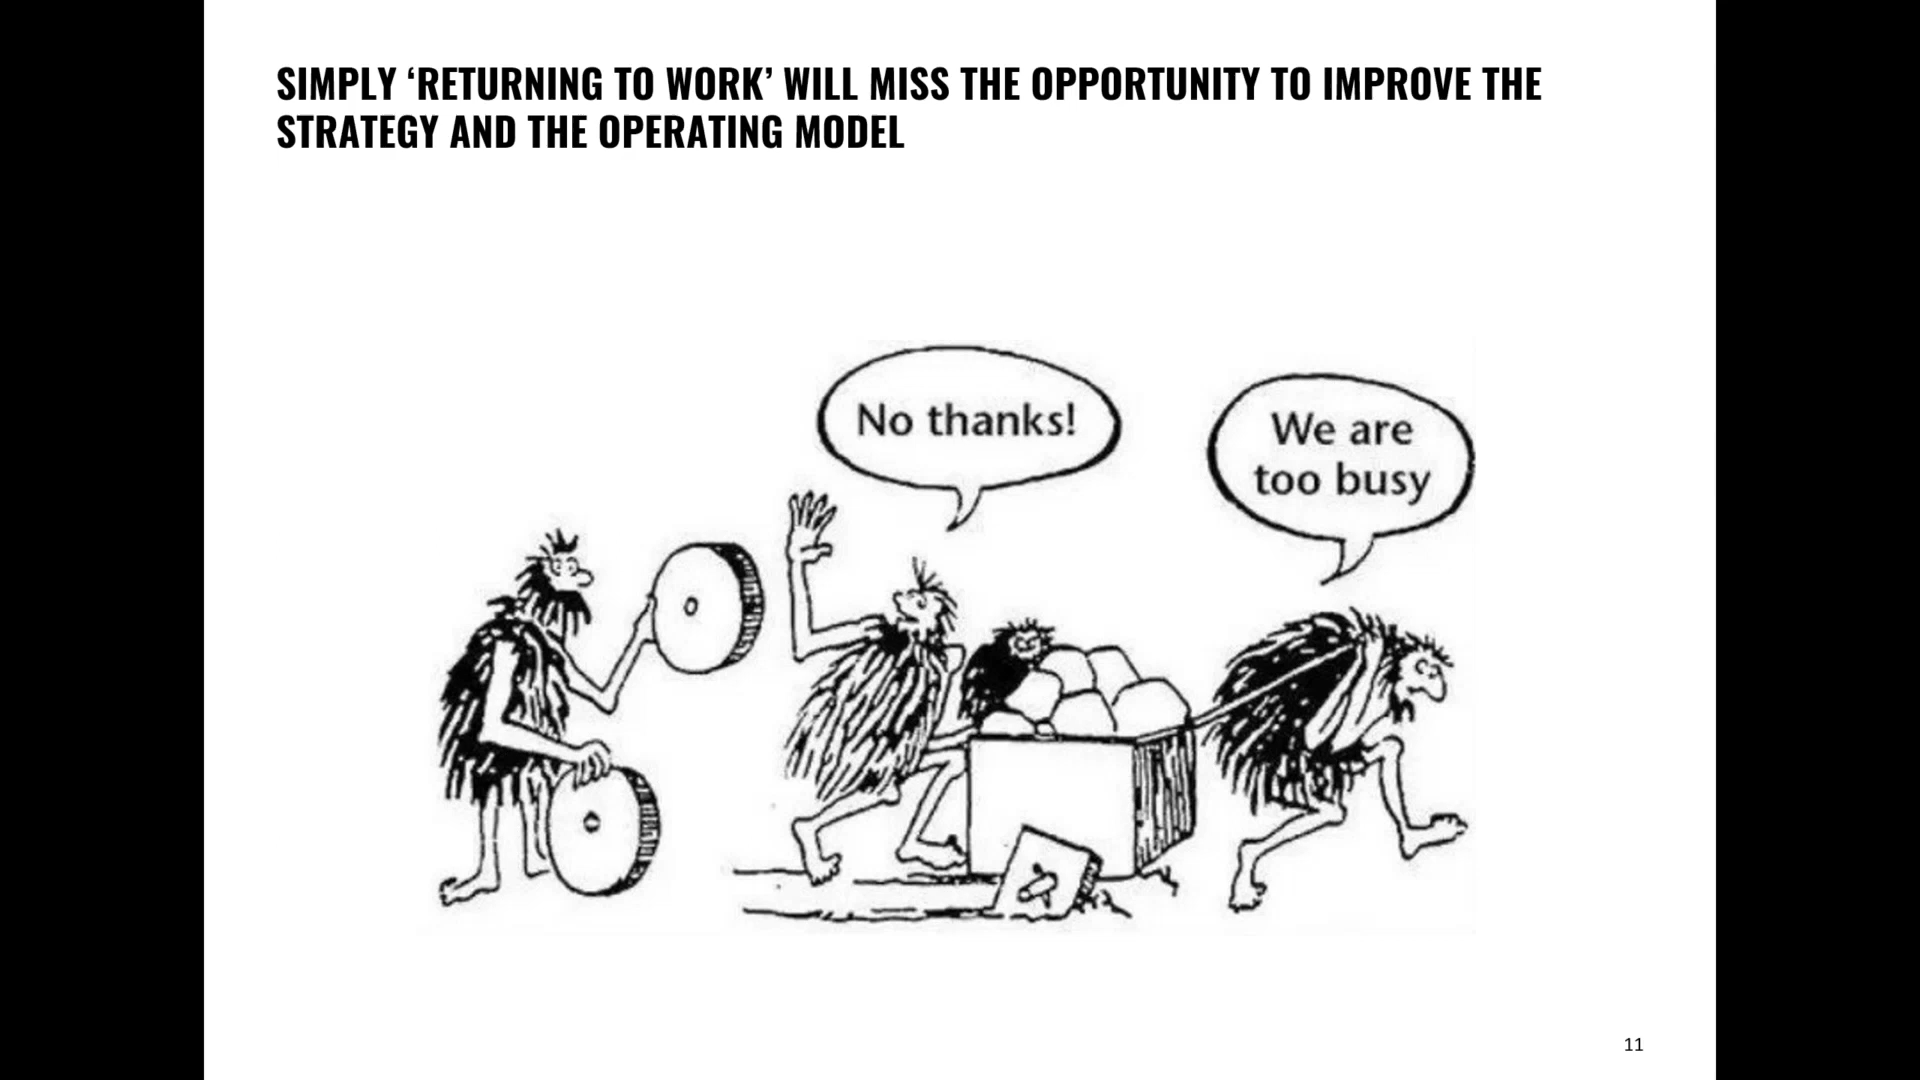 SIMPLY ‘RETURNING TO WORK’ WILL MISS THE OPPORTUNITY TO IMPROVE THE
STRATEGY AND THE OPERATING MODEL
No thanks!
We are
too busy
11